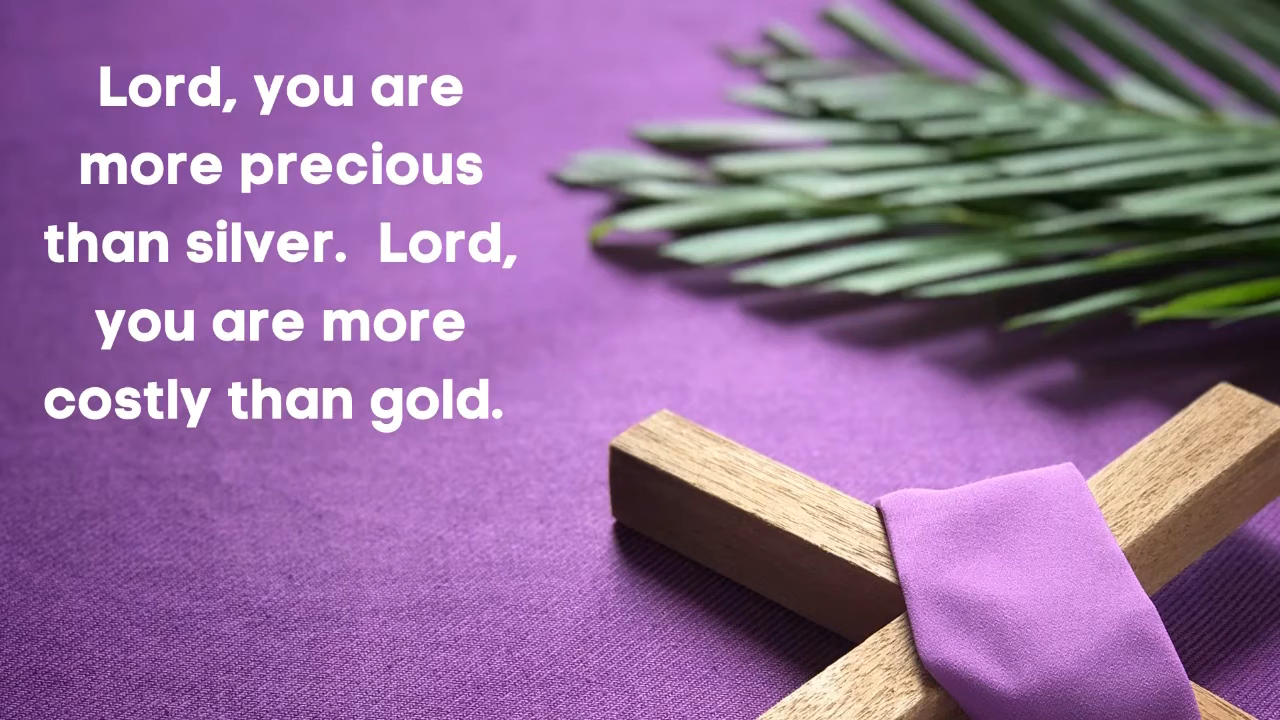 Lord, you are
more precious
than silver.  Lord,
you are more
costly than gold.